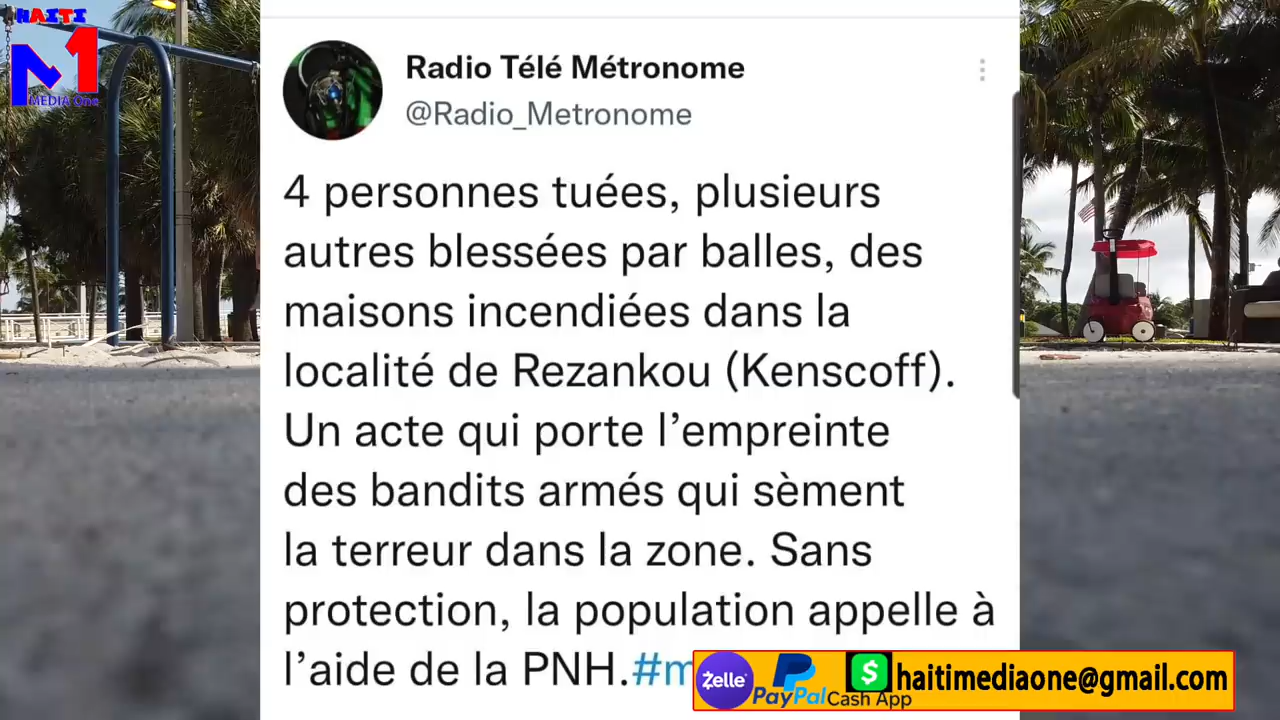 HAITI
M1
MEDIA One
Radio Télé Métronome
@Radio_Metronome
4 personnes tuées, plusieurs
autres blessées par balles, des
maisons incendiées dans la
localité de Rezankou (Kenscoff).
Un acte qui porte l’empreinte
des bandits armés qui sèment
la terreur dans la zone. Sans
protection, la population appelle à
l’aide de la PNH.#m
Zelle
PayPal
$
Cash App
haitimediaone@gmail.com